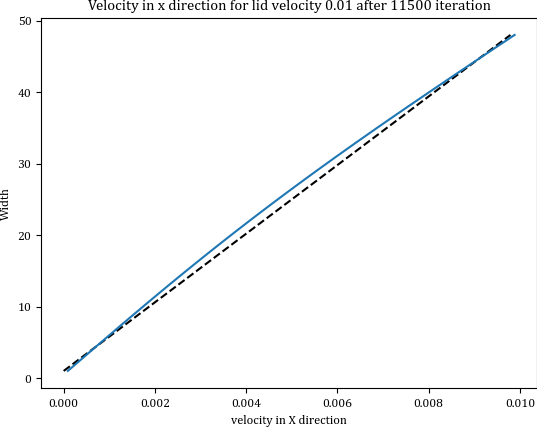 Velocity in x direction for lid velocity 0.01 after 11500 iteration
50
40
30
20
10
0
Width
0.000 0.002 0.004 0.006 0.008 0.010
velocity in X direction